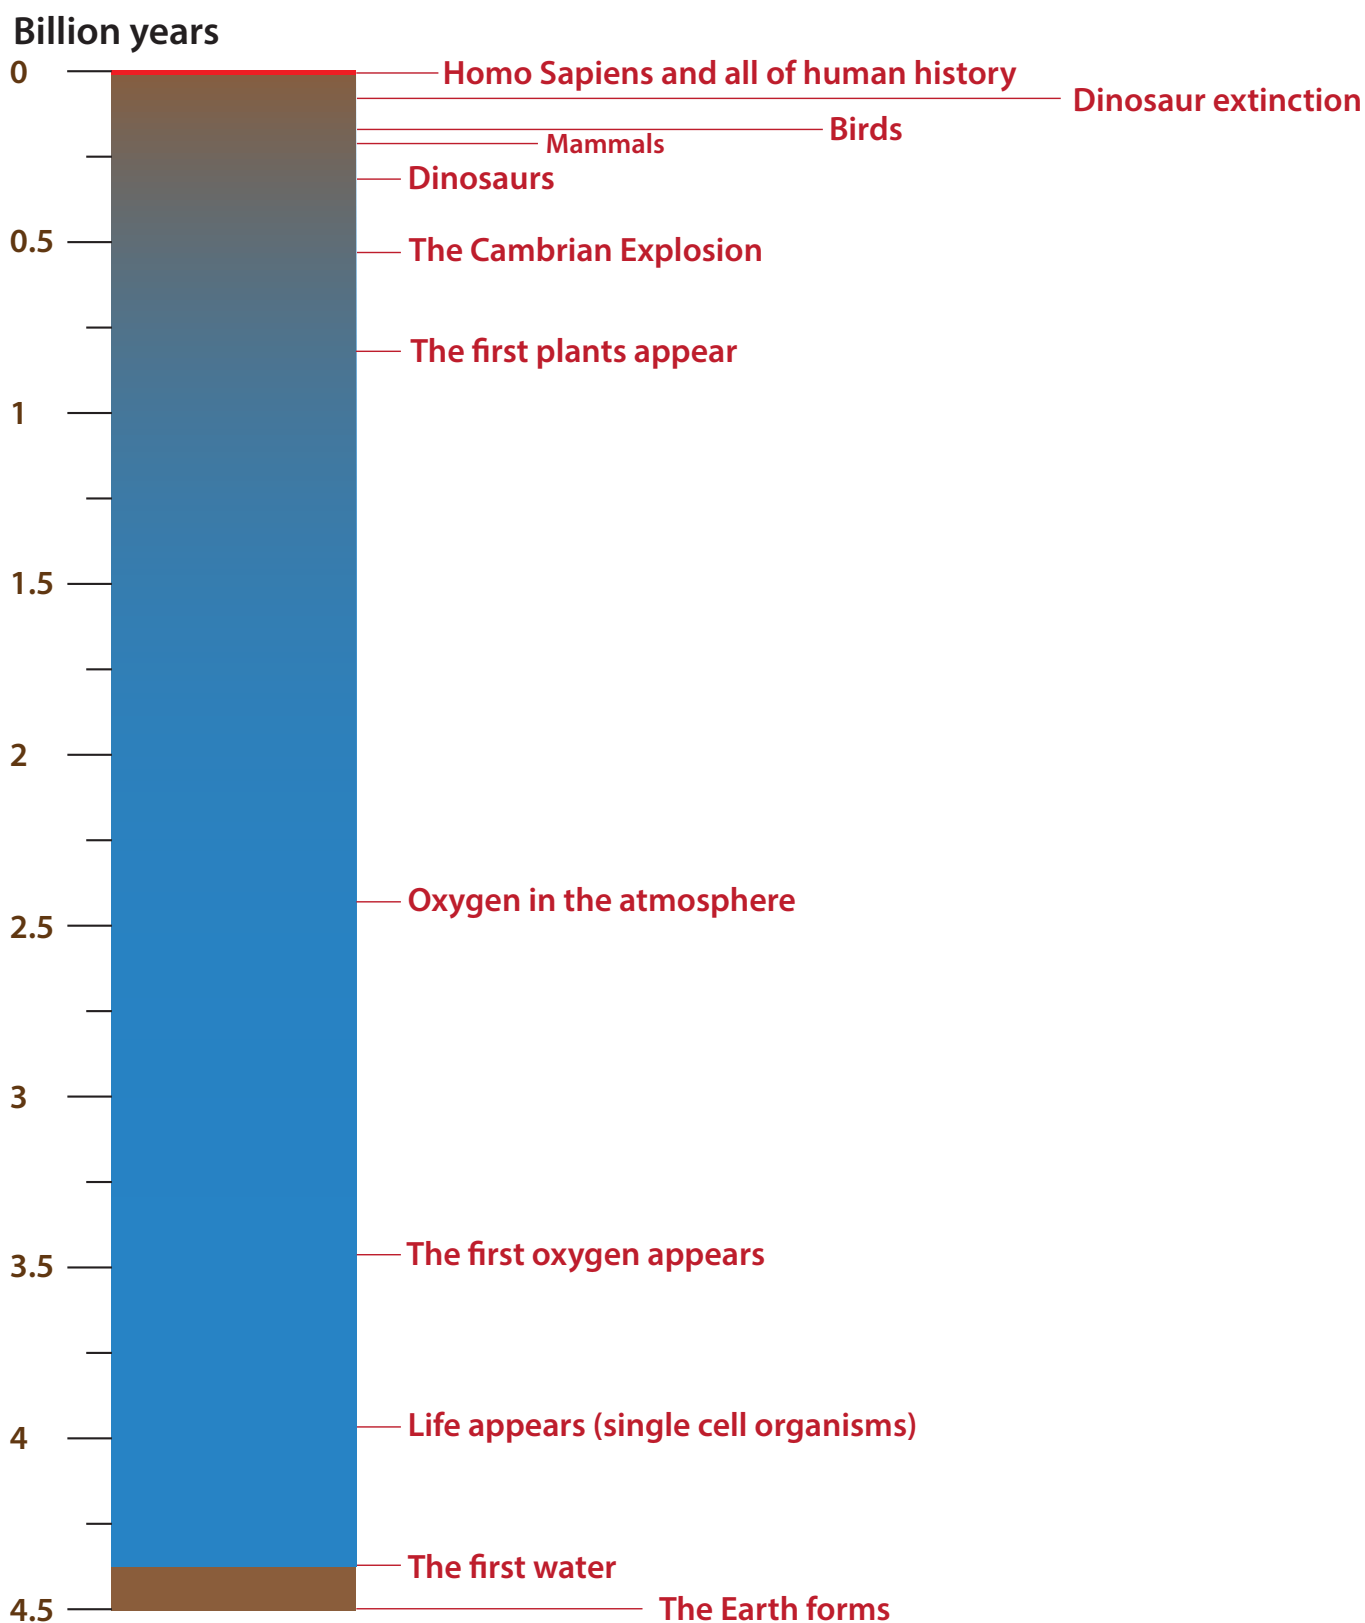 Billion years
0
Homo Sapiens and all of human history
Dinosaur extinction
Birds
Mammals
Dinosaurs
0.5
The Cambrian Explosion
The first plants appear
1
1.5
2
Oxygen in the atmosphere
2.5
3
The first oxygen appears
3.5
Life appears (single cell organisms)
4
The first water
4.5
The Earth forms